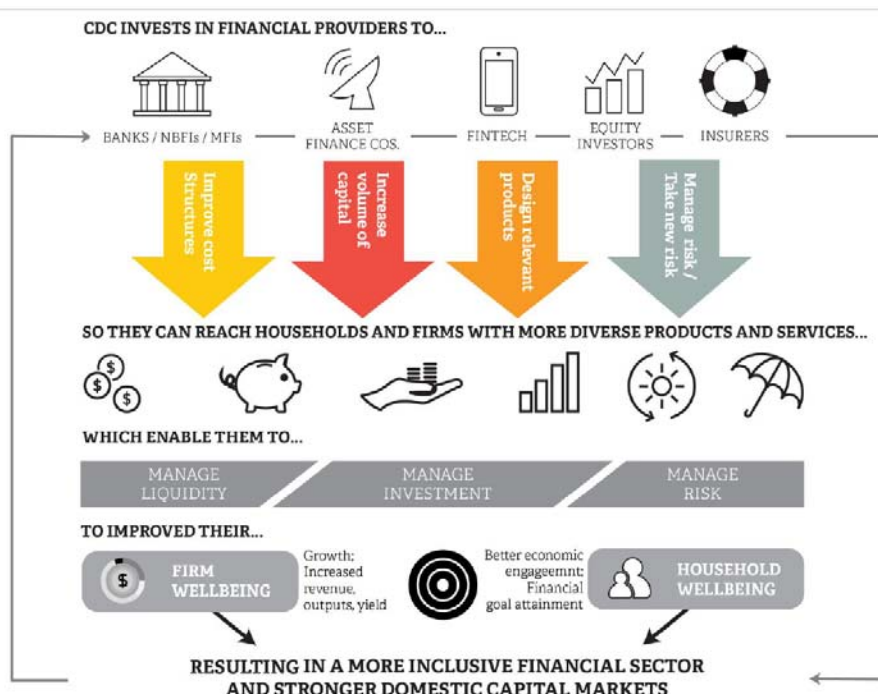 CDC INVESTS IN FINANCIAL PROVIDERS TO...
BANKS / NBFIs / MFIs
ASSET
FINANCE COS.
FINTECH
EQUITY
INVESTORS
INSURERS
Improve cost
Structures
Increase
volume of
capital
Design relevant
products
Manage risk /
Take new risk
SO THEY CAN REACH HOUSEHOLDS AND FIRMS WITH MORE DIVERSE PRODUCTS AND SERVICES...
$
$
$
WHICH ENABLE THEM TO...
MANAGE
LIQUIDITY
MANAGE
INVESTMENT
MANAGE
RISK
TO IMPROVED THEIR...
$
FIRM
WELLBEING
Growth;
Increased
revenue,
outputs, yield
Better economic
engageemnt;
Financial
goal attainment
HOUSEHOLD
WELLBEING
RESULTING IN A MORE INCLUSIVE FINANCIAL SECTOR
AND STRONGER DOMESTIC CAPITAL MARKETS